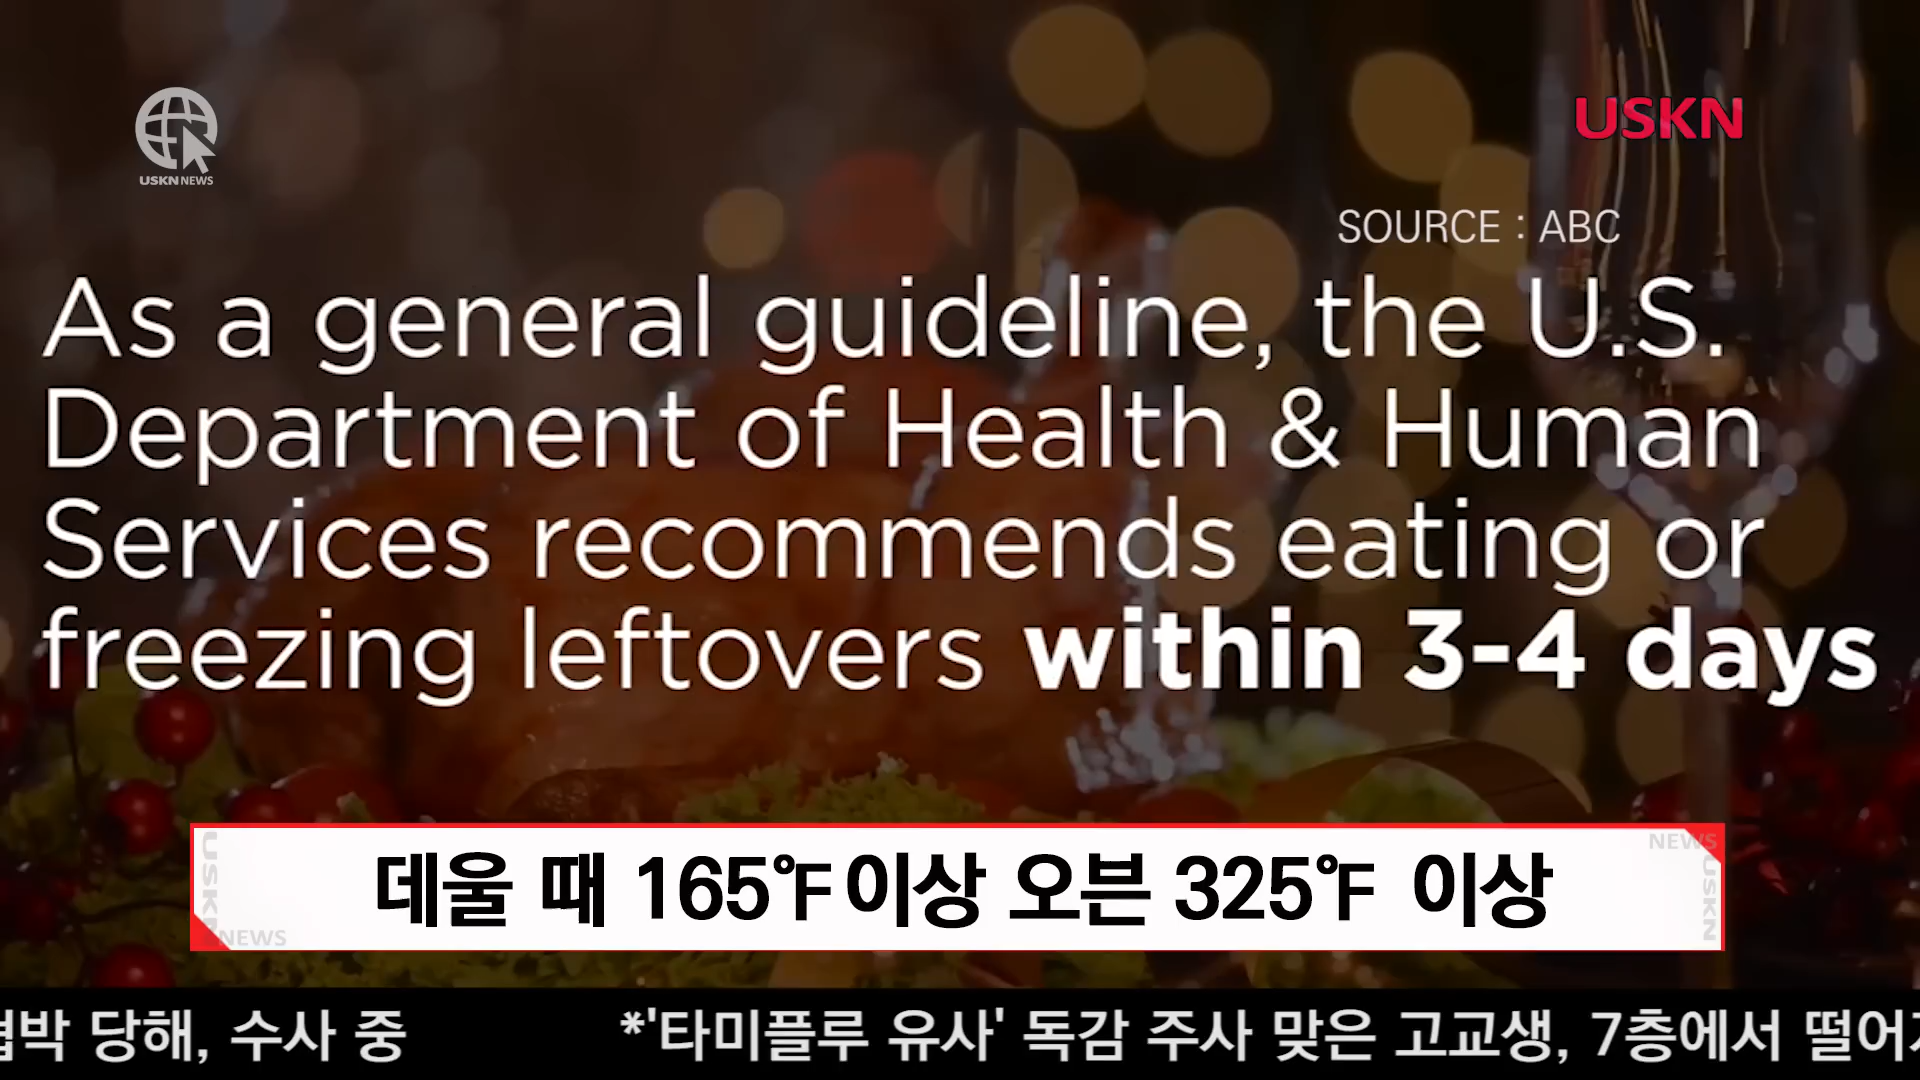 USKN NEWS
USKN
SOURCE : ABC
As a general guideline, the U.S.
Department of Health & Human
Services recommends eating or
freezing leftovers within 3-4 days
USKN
NEWS
데울 때 165℉이상 오븐 325℉ 이상
NEWS
USKN
당해, 수사 중
*'타미플루 유사' 독감 주사 맞은 고교생, 7층에서